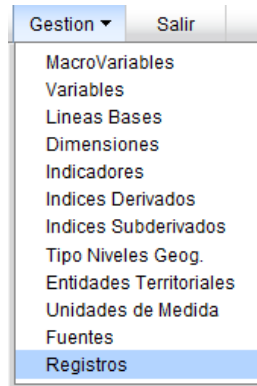 Gestion ▾ Salir
MacroVariables
Variables
Lineas Bases
Dimensiones
Indicadores
Indices Derivados
Indices Subderivados
Tipo Niveles Geog.
Entidades Territoriales
Unidades de Medida
Fuentes
Registros